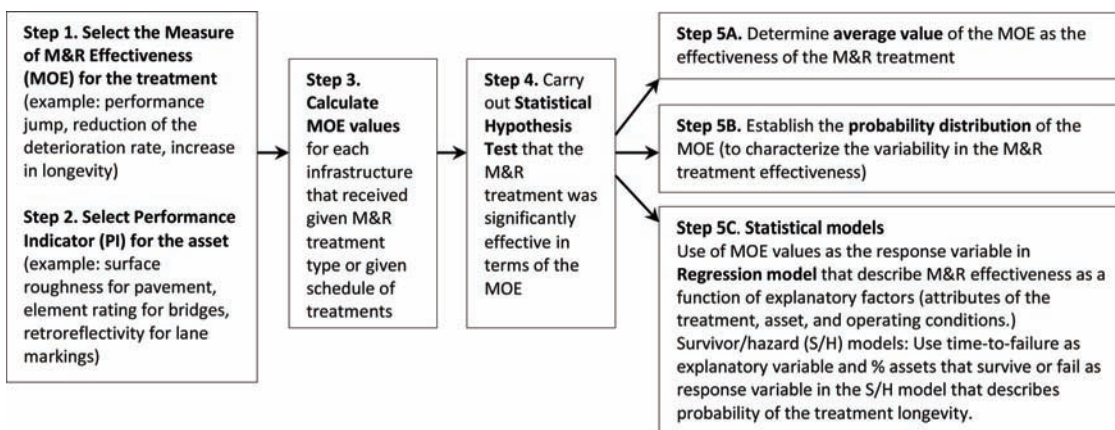 Step 1. Select the Measure
of M&R Effectiveness
(MOE) for the treatment
(example: performance
jump, reduction of the
deterioration rate, increase
in longevity)
Step 2. Select Performance
Indicator (PI) for the asset
(example: surface
roughness for pavement,
element rating for bridges,
retroreflectivity for lane
markings)
Step 3.
Calculate
MOE values
for each
infrastructure
that received
given M&R
treatment
type or given
schedule of
treatments
Step 4. Carry
out Statistical
Hypothesis
Test that the
M&R
treatment was
significantly
effective in
terms of the
MOE
Step 5A. Determine average value of the MOE as the
effectiveness of the M&R treatment
Step 5B. Establish the probability distribution of the
MOE (to characterize the variability in the M&R
treatment effectiveness)
Step 5C. Statistical models
Use of MOE values as the response variable in
Regression model that describe M&R effectiveness as a
function of explanatory factors (attributes of the
treatment, asset, and operating conditions.)
Survivor/hazard (S/H) models: Use time-to-failure as
explanatory variable and % assets that survive or fail as
response variable in the S/H model that describes
probability of the treatment longevity.